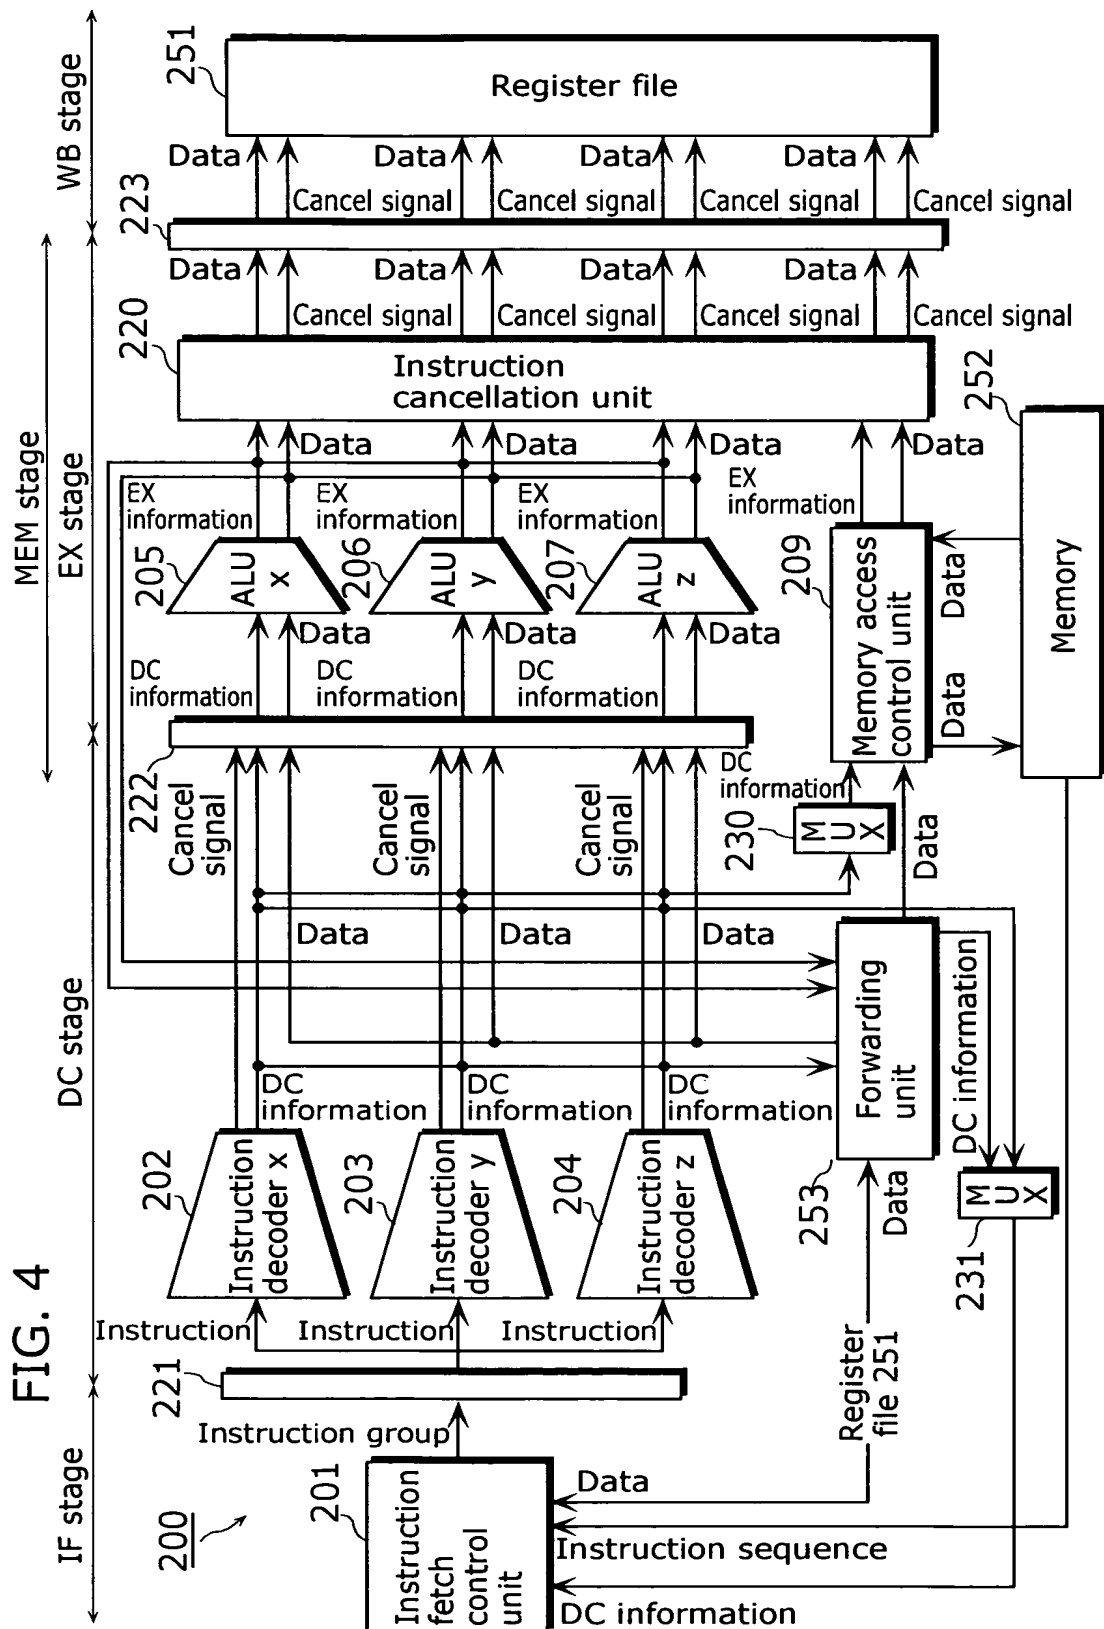 FIG. 4
IF stage
DC stage
MEM stage
EX stage
WB stage
200
201
Instruction
fetch
control
unit
Instruction group
221
Instruction
Instruction
Instruction
202
Instruction
decoder x
203
Instruction
decoder y
204
Instruction
decoder z
DC
information
DC
information
DC
information
Cancel
signal
Cancel
signal
Cancel
signal
Data
Data
Data
222
DC
information
DC
information
DC
information
Data
Data
Data
205
ALU
x
206
ALU
y
207
ALU
z
EX
information
EX
information
EX
information
Data
Data
Data
220
Instruction
cancellation unit
Data
Data
Data
Data
Cancel signal
Cancel signal
Cancel signal
Cancel signal
223
Data
Data
Data
Data
Cancel signal
Cancel signal
Cancel signal
Cancel signal
251
Register file
EX
information
Data
209
Memory access
control unit
DC
information
230
MUX
Data
Data
Data
252
Memory
253
Forwarding
unit
Data
DC information
231
MUX
Register
file 251
Data
Instruction sequence
DC information